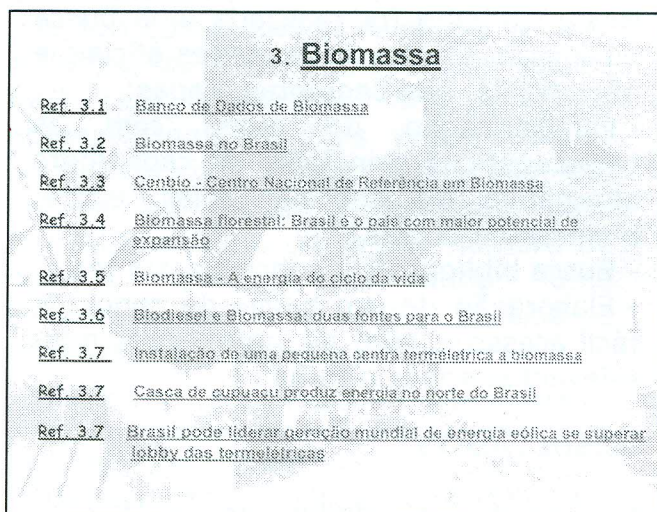 3. Biomassa
Ref. 3.1 Banco de Dados de Biomassa
Ref. 3.2 Biomassa no Brasil
Ref. 3.3 Cenbio - Centro Nacional de Referência em Biomassa
Ref. 3.4 Biomassa florestal: Brasil é o país com maior potencial de
expansão
Ref. 3.5 Biomassa - A energia do ciclo da vida
Ref. 3.6 Biodiesel e Biomassa: duas fontes para o Brasil
Ref. 3.7 Instalação de uma pequena centra termelétrica a biomassa
Ref. 3.7 Casca de cupuaçu produz energia no norte do Brasil
Ref. 3.7 Brasil pode liderar geração mundial de energia eólica se superar
lobby das termelétricas